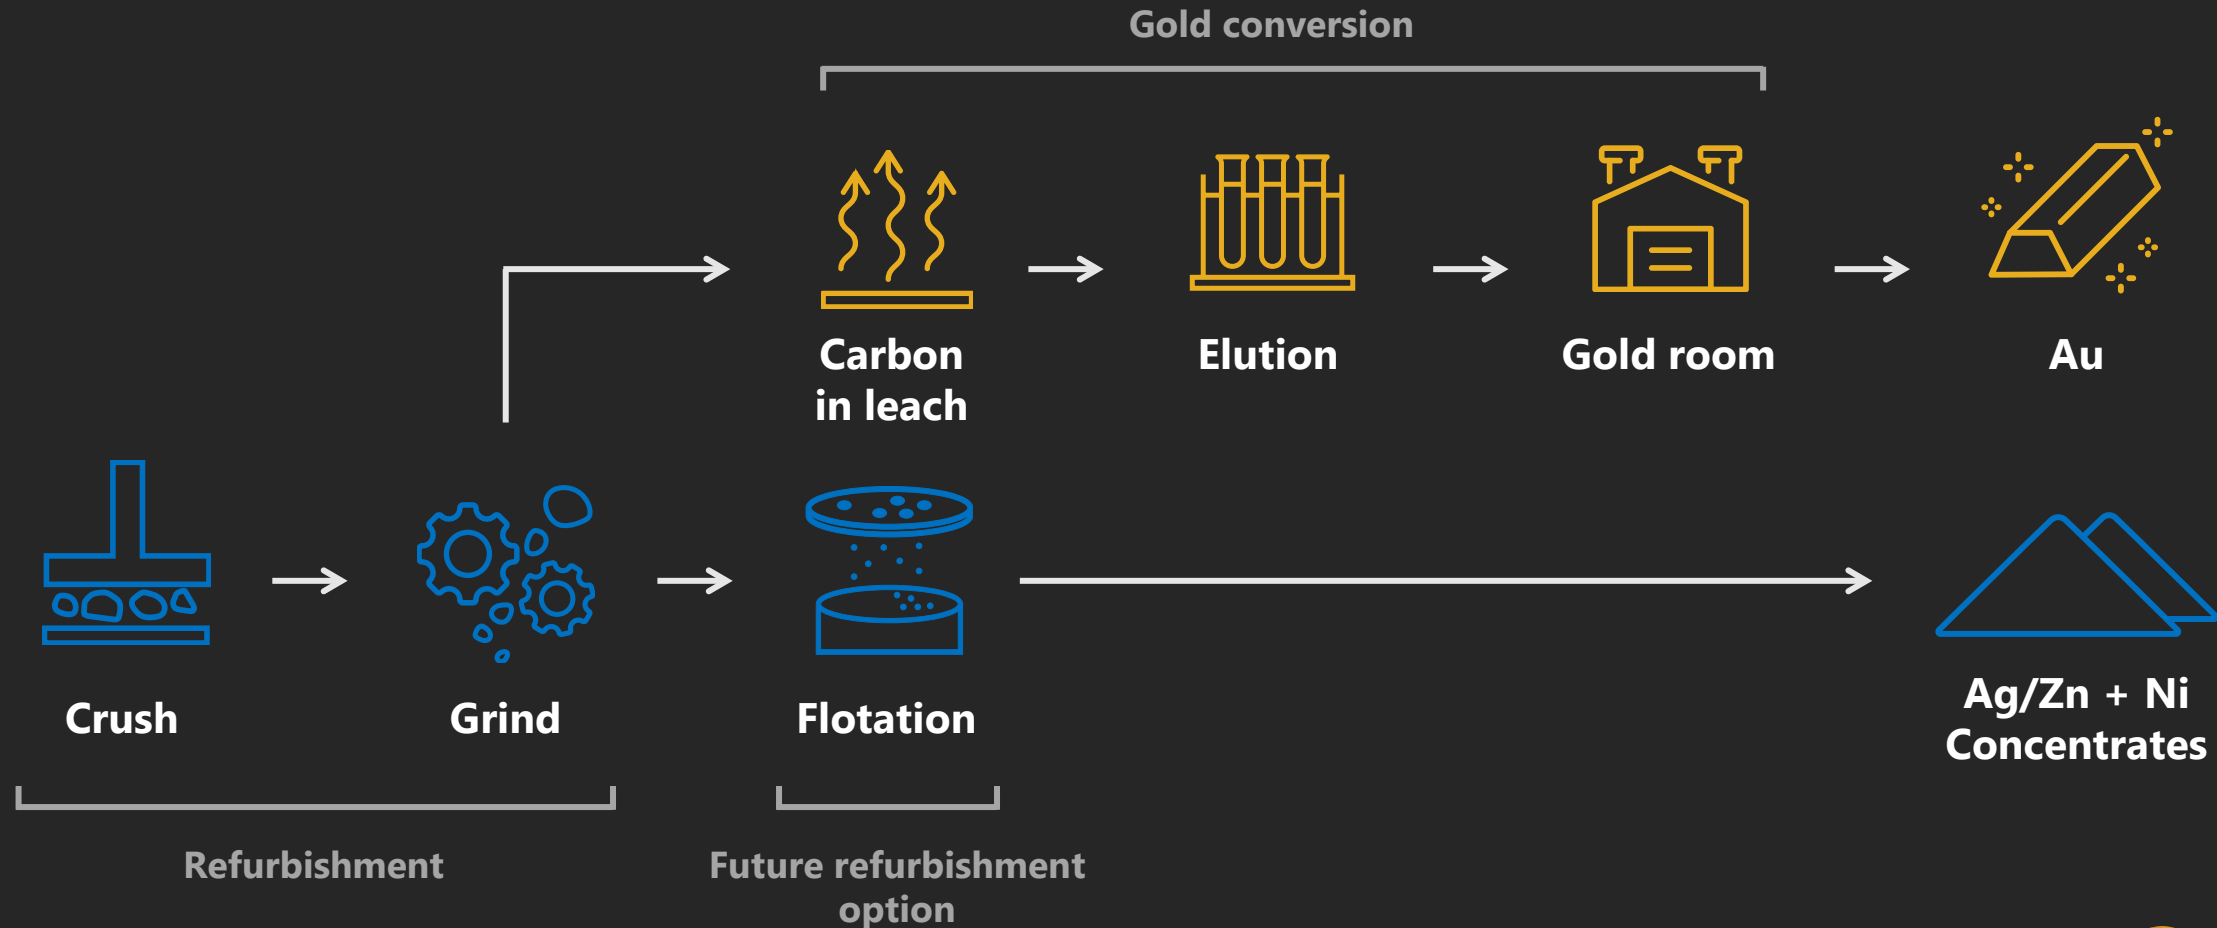 Gold conversion
Carbon
in leach
Elution
Gold room
Au
Crush
Grind
Flotation
Ag/Zn + Ni
Concentrates
Refurbishment
Future refurbishment
option